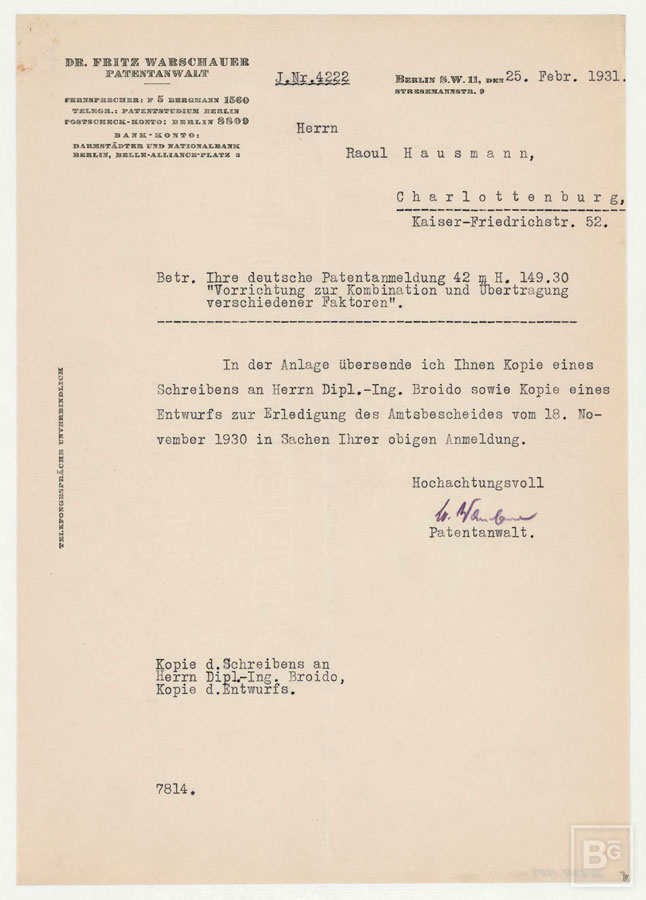 DR. FRITZ WARSCHAUER
PATENTANWALT
FERNSPRECHER: F 5 BERGMANN 1560
TELEGR.: PATENTSTUDIUM BERLIN
POSTSCHECK-KONTO: BERLIN 8809
BANK-KONTO:
DARMSTÄDTER UND NATIONALBANK
BERLIN, BELLE-ALLIANCE-PLATZ 3
J.Nr.4222
BERLIN S.W. 11, DEN 25. Febr. 1931.
STRESEMANNSTR. 9
Herrn
Raoul Hausmann,
Charlottenburg,
Kaiser-Friedrichstr. 52.
Betr. Ihre deutsche Patentanmeldung 42 m H. 149.30
"Vorrichtung zur Kombination und Übertragung
verschiedener Faktoren".
In der Anlage übersende ich Ihnen Kopie eines
Schreibens an Herrn Dipl.-Ing. Broido sowie Kopie eines
Entwurfs zur Erledigung des Amtsbescheides vom 18. No-
vember 1930 in Sachen Ihrer obigen Anmeldung.
Hochachtungsvoll
Patentanwalt.
TELEFONGESPRÄCHE UNVERBINDLICH
Kopie d.Schreibens an
Herrn Dipl.-Ing. Broido,
Kopie d.Entwurfs.
7814.
BG